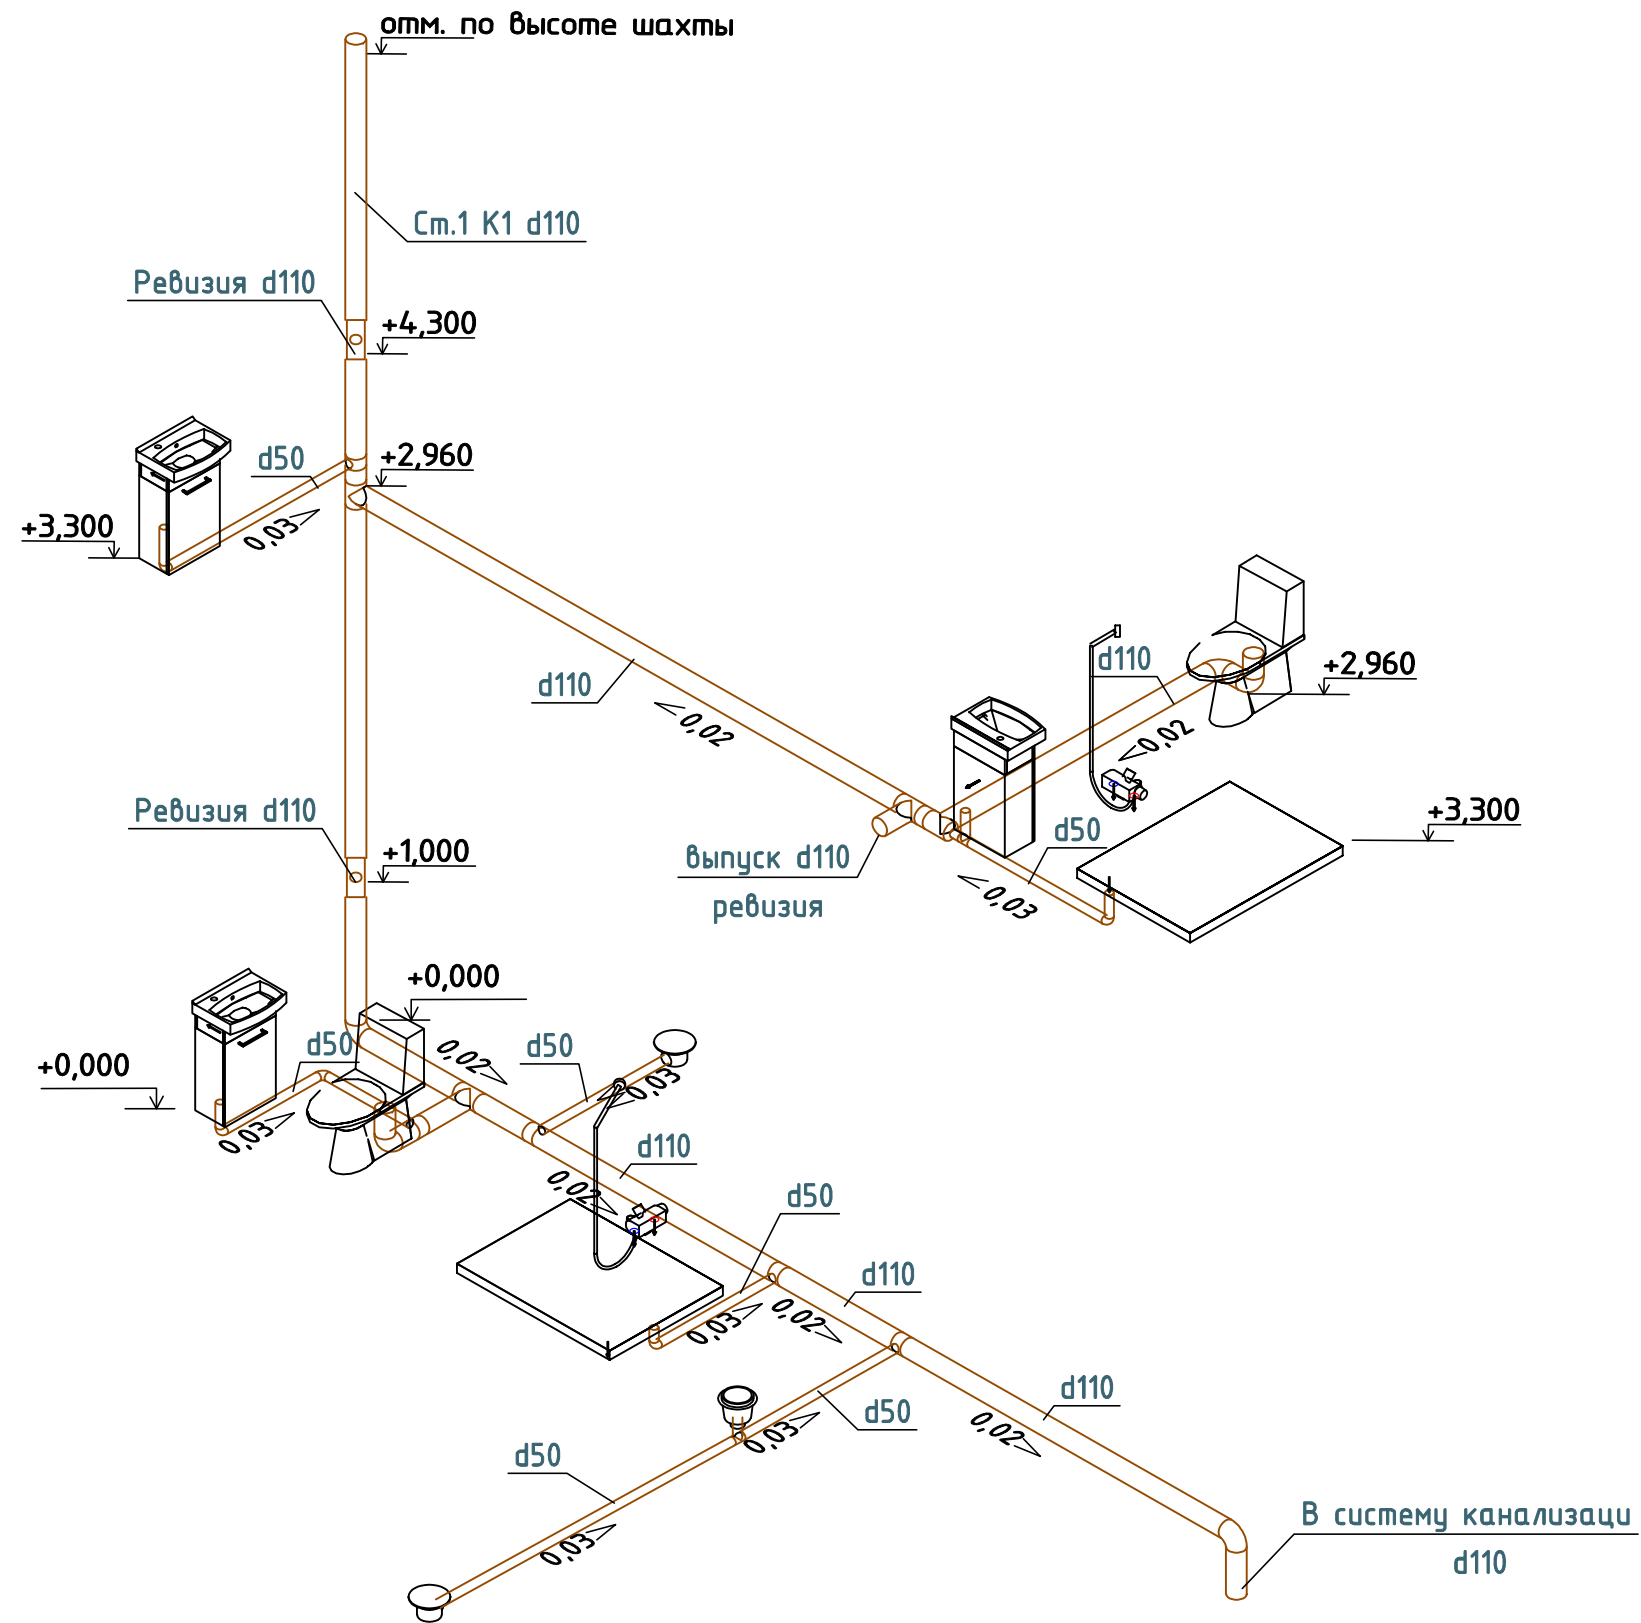 отм. по высоте шахты
Ст.1 К1 d110
Ревизия d110
+4,300
d50
+2,960
+3,300
0,03
d110
+2,960
d110
0,02
0,02
Ревизия d110
+3,300
d50
+1,000
выпуск d110
ревизия
0,03
+0,000
d50
0,02
d50
+0,000
0,03
0,03
d110
0,02
d50
d110
0,03
0,02
d110
d50
0,02
0,03
d50
0,03
В систему канализаци
d110